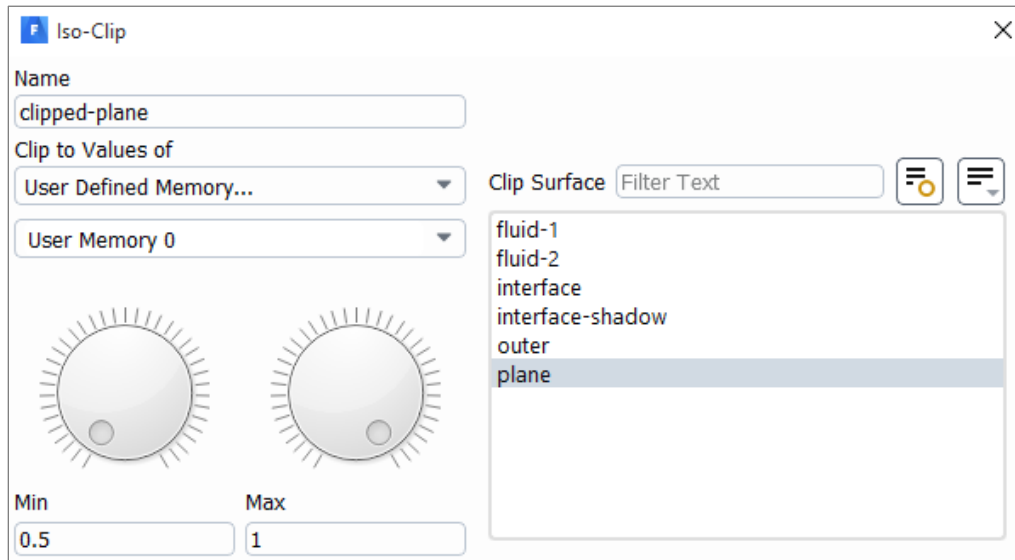 F Iso-Clip
Name
clipped-plane
Clip to Values of
User Defined Memory...
User Memory 0
Min
Max
0.5
1
Clip Surface Filter Text
fluid-1
fluid-2
interface
interface-shadow
outer
plane